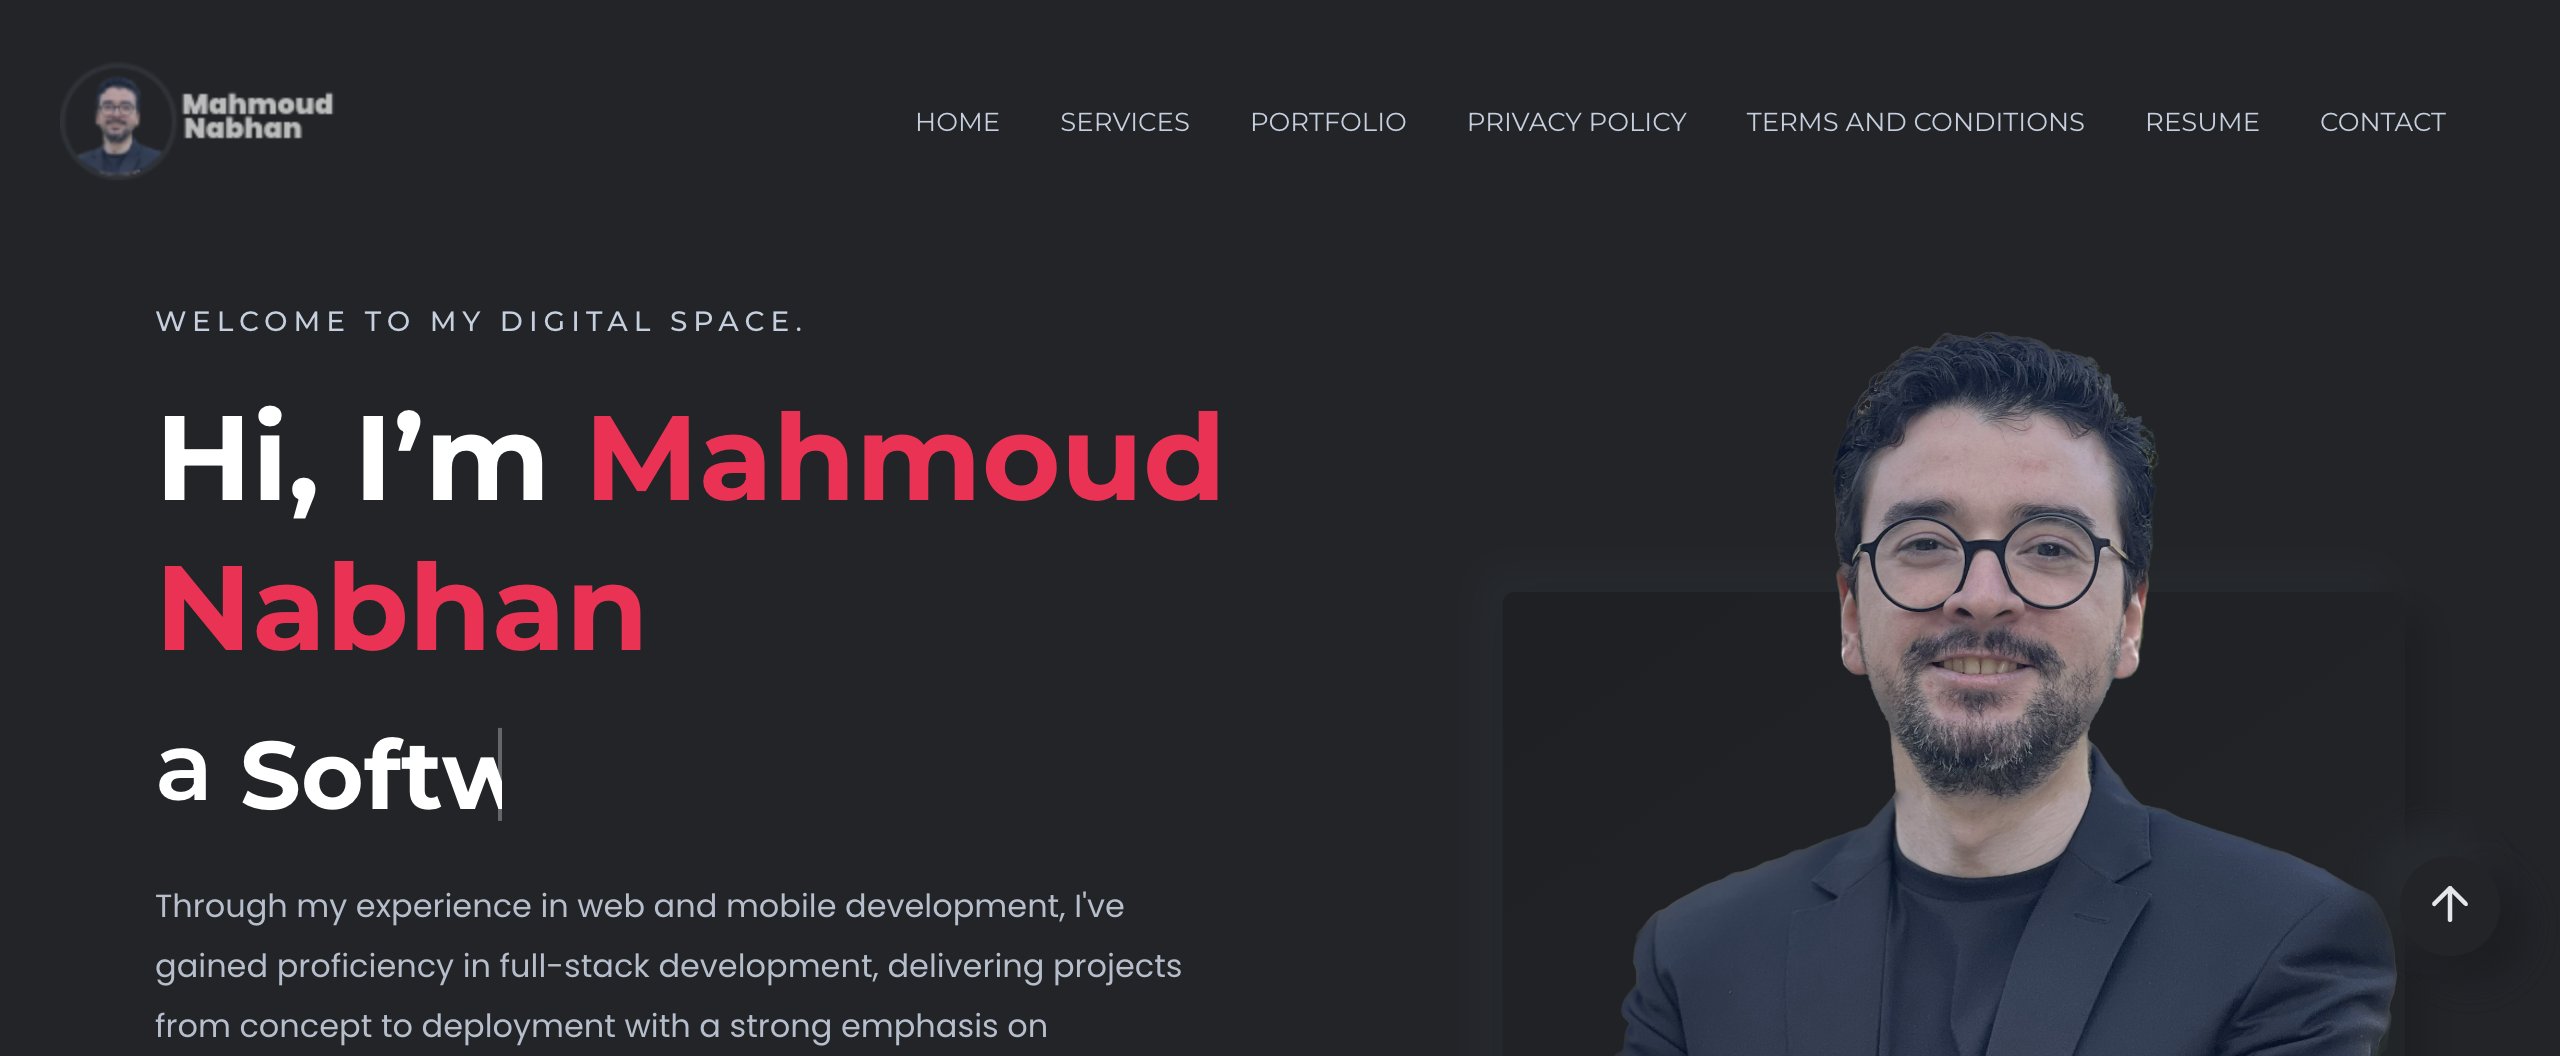 Mahmoud
Nabhan
HOME SERVICES PORTFOLIO PRIVACY POLICY TERMS AND CONDITIONS RESUME CONTACT
WELCOME TO MY DIGITAL SPACE.
Hi, I’m Mahmoud
Nabhan
a Softw
Through my experience in web and mobile development, I've
gained proficiency in full-stack development, delivering projects
from concept to deployment with a strong emphasis on